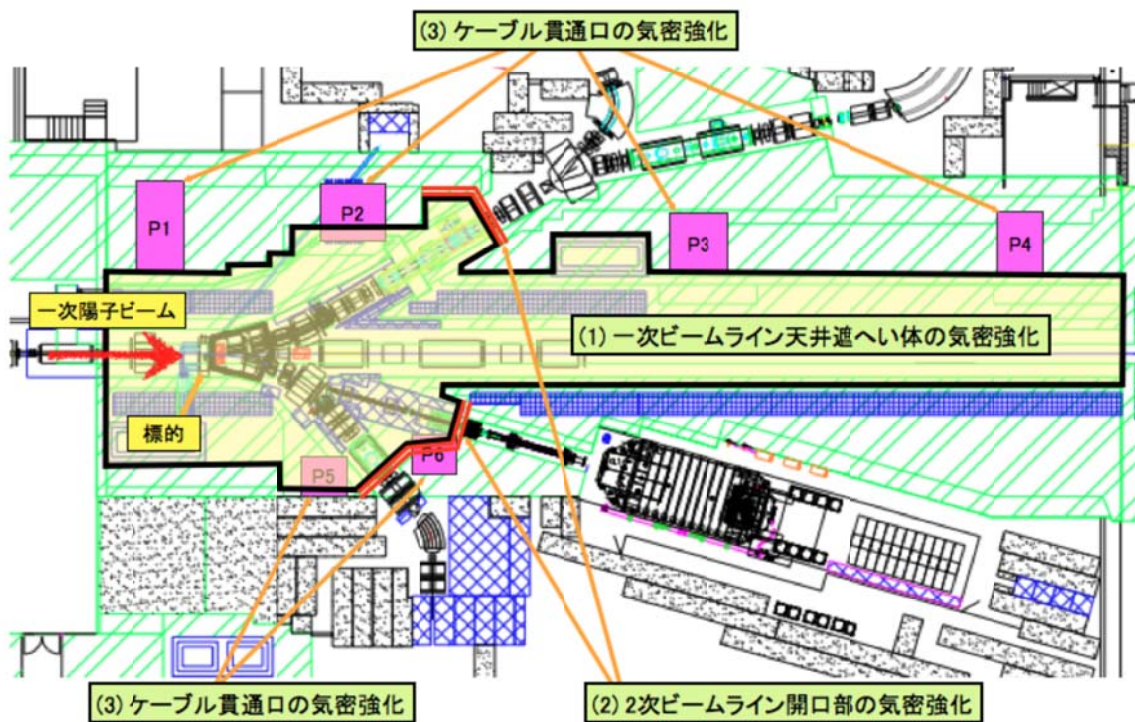 (3) ケーブル貫通口の気密強化
P1
P2
P3
P4
一次陽子ビーム
(1) 一次ビームライン天井遮へい体の気密強化
標的
P5
P6
(3) ケーブル貫通口の気密強化
(2) 2次ビームライン開口部の気密強化